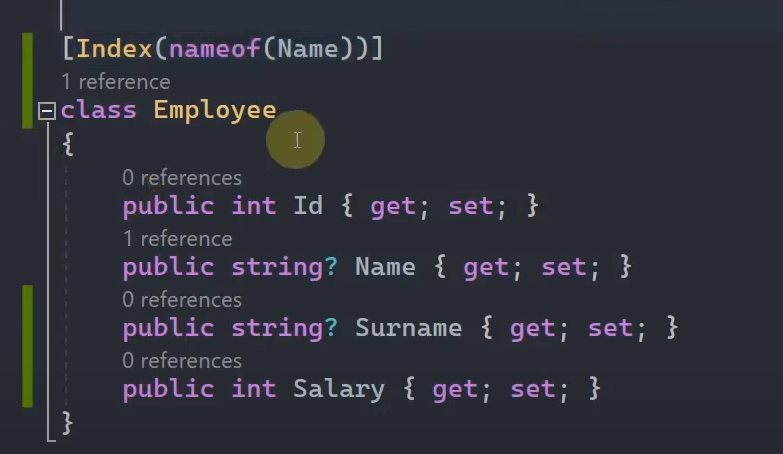 [Index(nameof(Name))]
1 reference
class Employee
{
0 references
public int Id { get; set; }
1 reference
public string? Name { get; set; }
0 references
public string? Surname { get; set; }
0 references
public int Salary { get; set; }
}